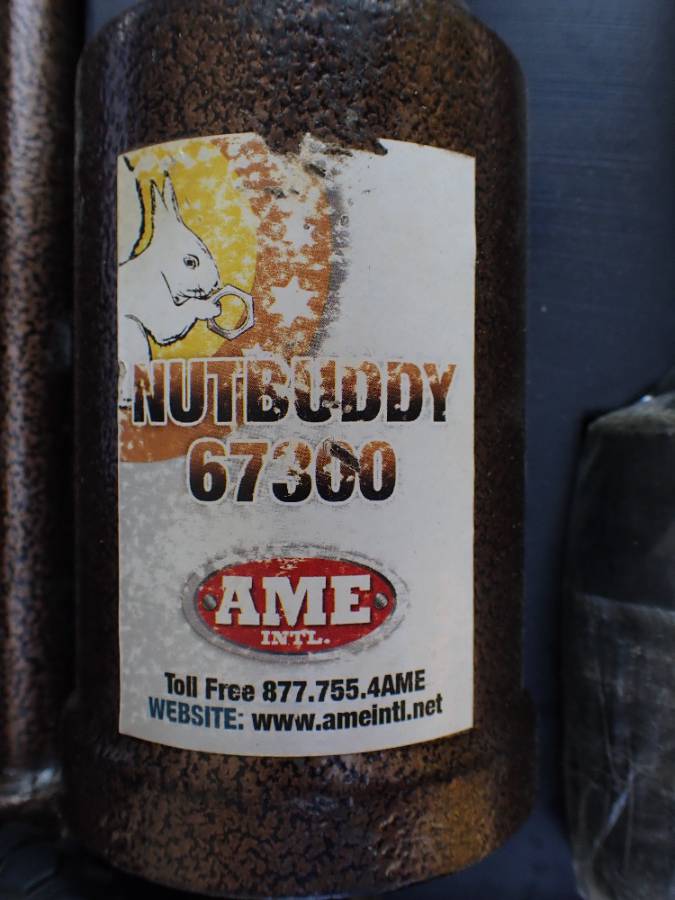 NUTBUDDY
67300
AME
INTL.
Toll Free 877.755.4AME
WEBSITE: www.ameintl.net